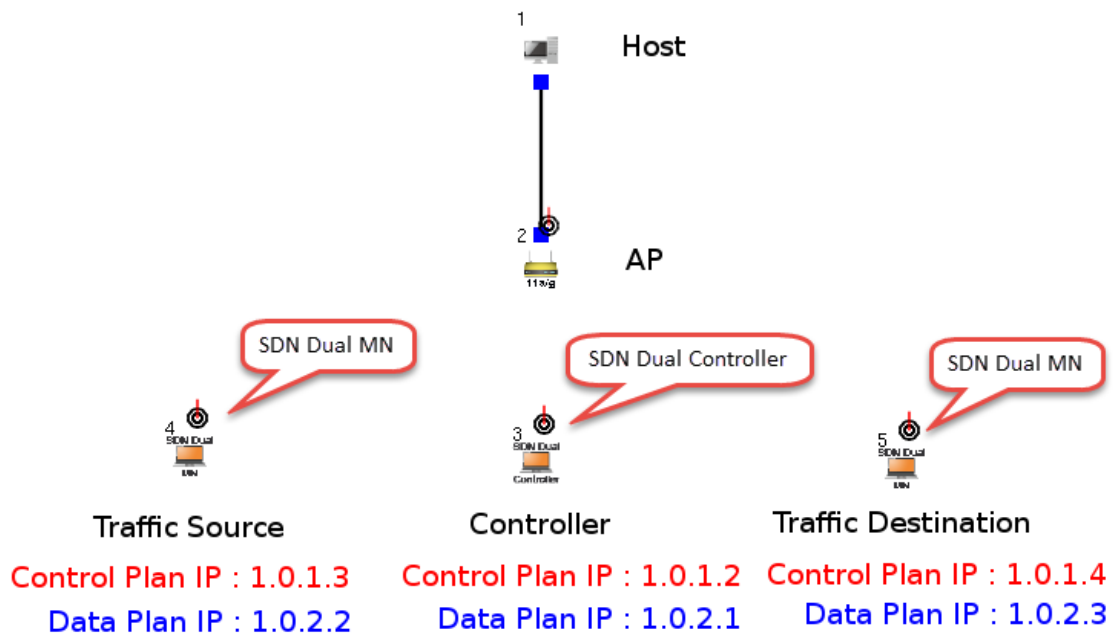 1
Host
2
AP
11a/g
SDN Dual MN
SDN Dual Controller
SDN Dual MN
4
SDN Dual
MN
3
SDN Dual
Controller
5
SDN Dual
MN
Traffic Source
Controller
Traffic Destination
Control Plan IP : 1.0.1.3
Control Plan IP : 1.0.1.2
Control Plan IP : 1.0.1.4
Data Plan IP : 1.0.2.2
Data Plan IP : 1.0.2.1
Data Plan IP : 1.0.2.3